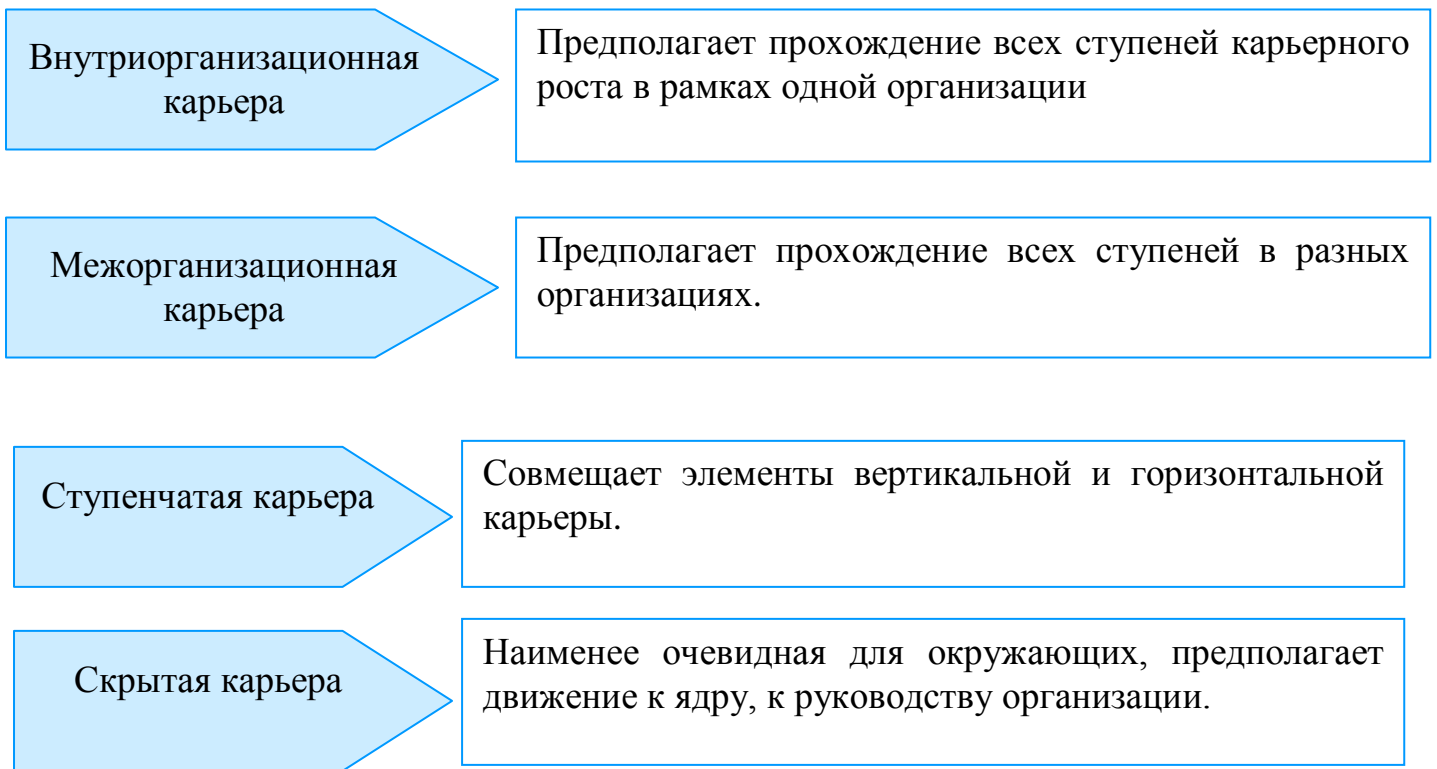 Внутриорганизационная
карьера
Предполагает прохождение всех ступеней карьерного
роста в рамках одной организации
Межорганизационная
карьера
Предполагает прохождение всех ступеней в разных
организациях.
Ступенчатая карьера
Совмещает элементы вертикальной и горизонтальной
карьеры.
Скрытая карьера
Наименее очевидная для окружающих, предполагает
движение к ядру, к руководству организации.